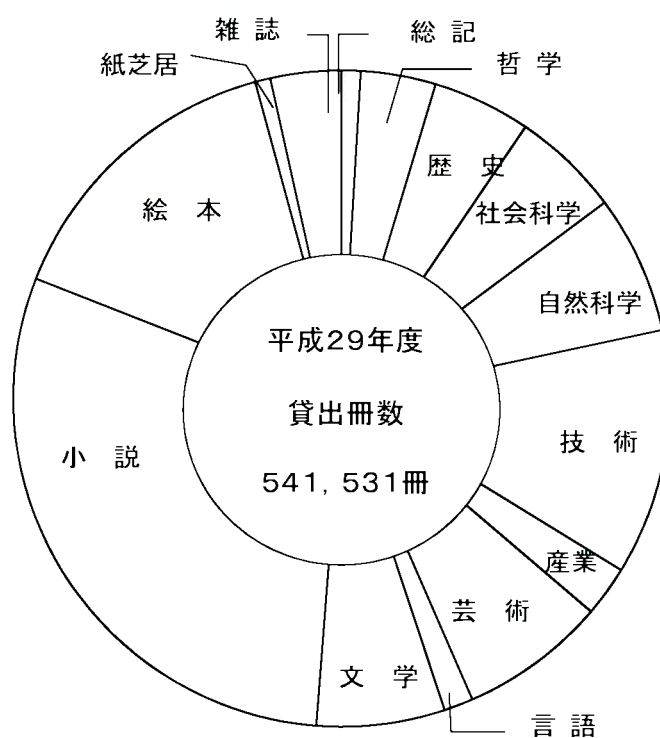 雑誌
総記
紙芝居
哲学
歴史
絵本
社会科学
自然科学
平成29年度
貸出冊数
541,531冊
小説
技術
産業
芸術
文学
言語